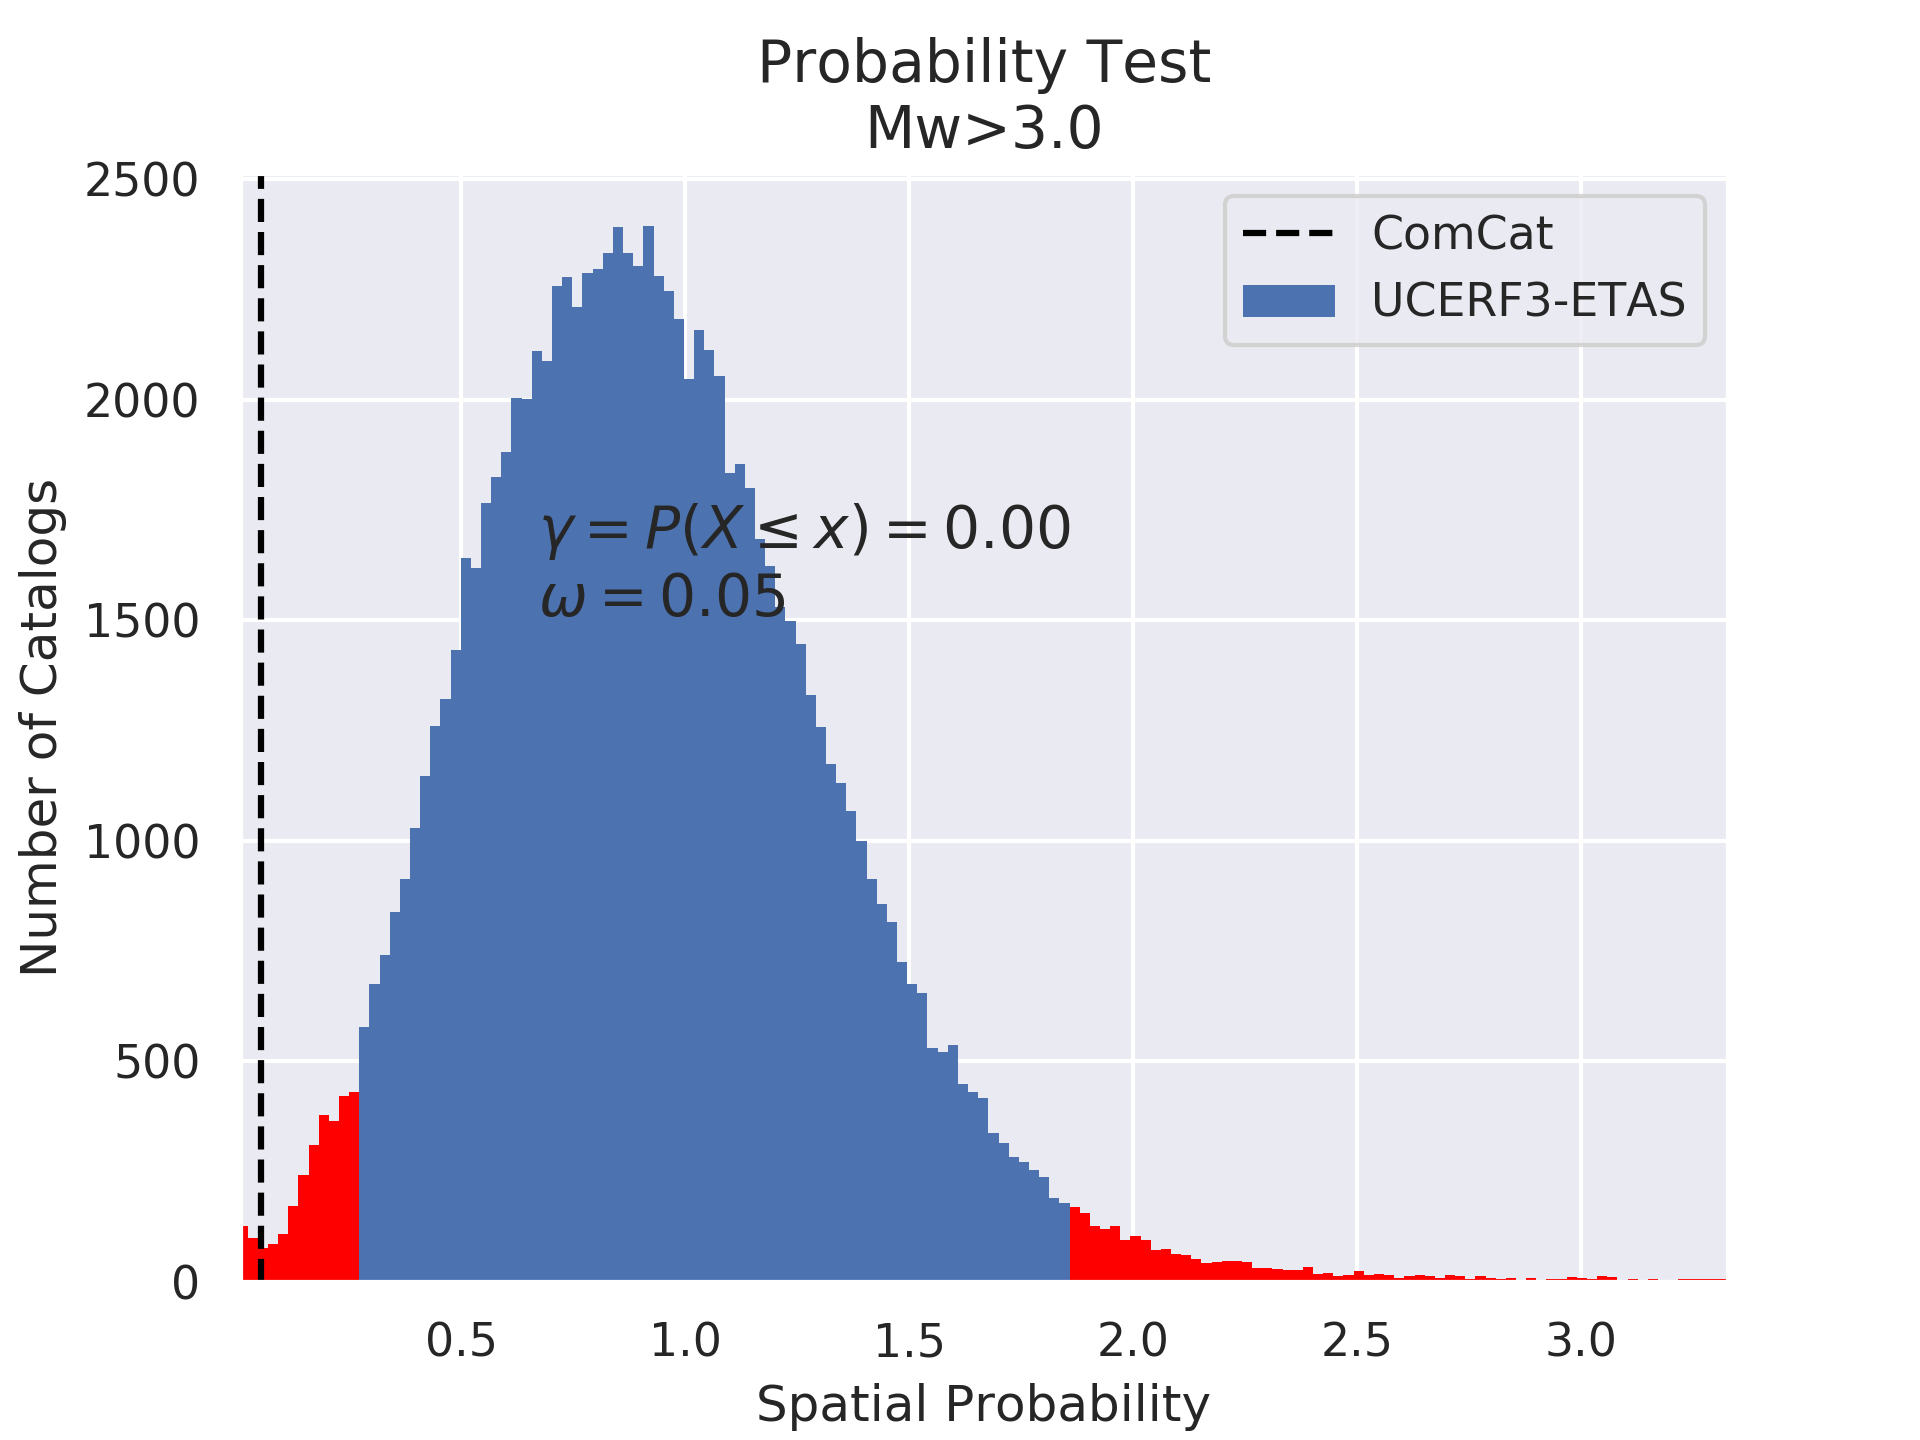 Probability Test
Mw>3.0
2500
2000
1500
1000
500
0
Number of Catalogs
ComCat
UCERF3-ETAS
γ = P(X ≤ x) = 0.00
ω = 0.05
0.5 1.0 1.5 2.0 2.5 3.0
Spatial Probability